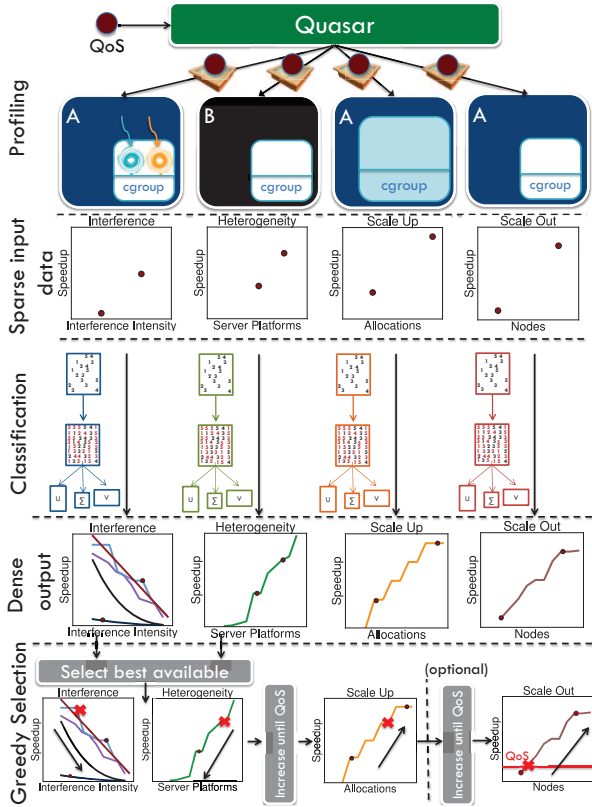 Quasar
QoS
Profiling
A
B
A
A
cgroup
cgroup
cgroup
cgroup
Sparse input data
Interference
Heterogeneity
Scale Up
Scale Out
Speedup
Speedup
Speedup
Speedup
Interference Intensity
Server Platforms
Allocations
Nodes
Classification
U
Σ
V
U
Σ
V
U
Σ
V
U
Σ
V
Dense output
Interference
Heterogeneity
Scale Up
Scale Out
Speedup
Speedup
Speedup
Speedup
Interference Intensity
Server Platforms
Allocations
Nodes
Greedy Selection
Select best available
(optional)
Interference
Heterogeneity
Scale Up
Scale Out
Speedup
Speedup
Increase until QoS
Speedup
Increase until QoS
Speedup
QoS
Interference Intensity
Server Platforms
Allocations
Nodes